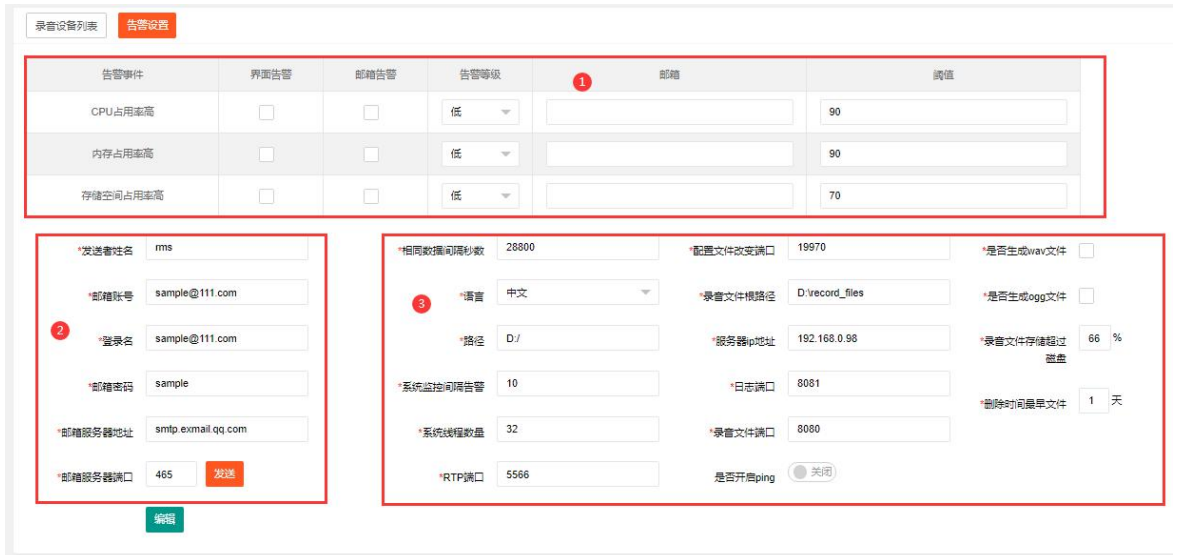 录音设备列表 告警设置
告警事件 界面告警 邮箱告警 告警等级 1 邮箱 阈值
CPU占用率高 低 90
内存占用率高 低 90
存储空间占用率高 低 70
*发送者姓名 rms *相同数据间隔秒数 28800 *配置文件改变端口 19970 *是否生成wav文件
*邮箱账号 sample@111.com 3 *语言 中文 *录音文件根路径 D:\record_files *是否生成ogg文件
2 *登录名 sample@111.com *路径 D:/ *服务器ip地址 192.168.0.98 *录音文件存储超过 66 %
磁盘
*邮箱密码 sample *系统监控间隔告警 10 *日志端口 8081 *删除时间最早文件 1 天
*邮箱服务器地址 smtp.exmail.qq.com *系统线程数量 32 *录音文件端口 8080
*邮箱服务器端口 465 发送 *RTP端口 5566 是否开启ping 关闭
编辑